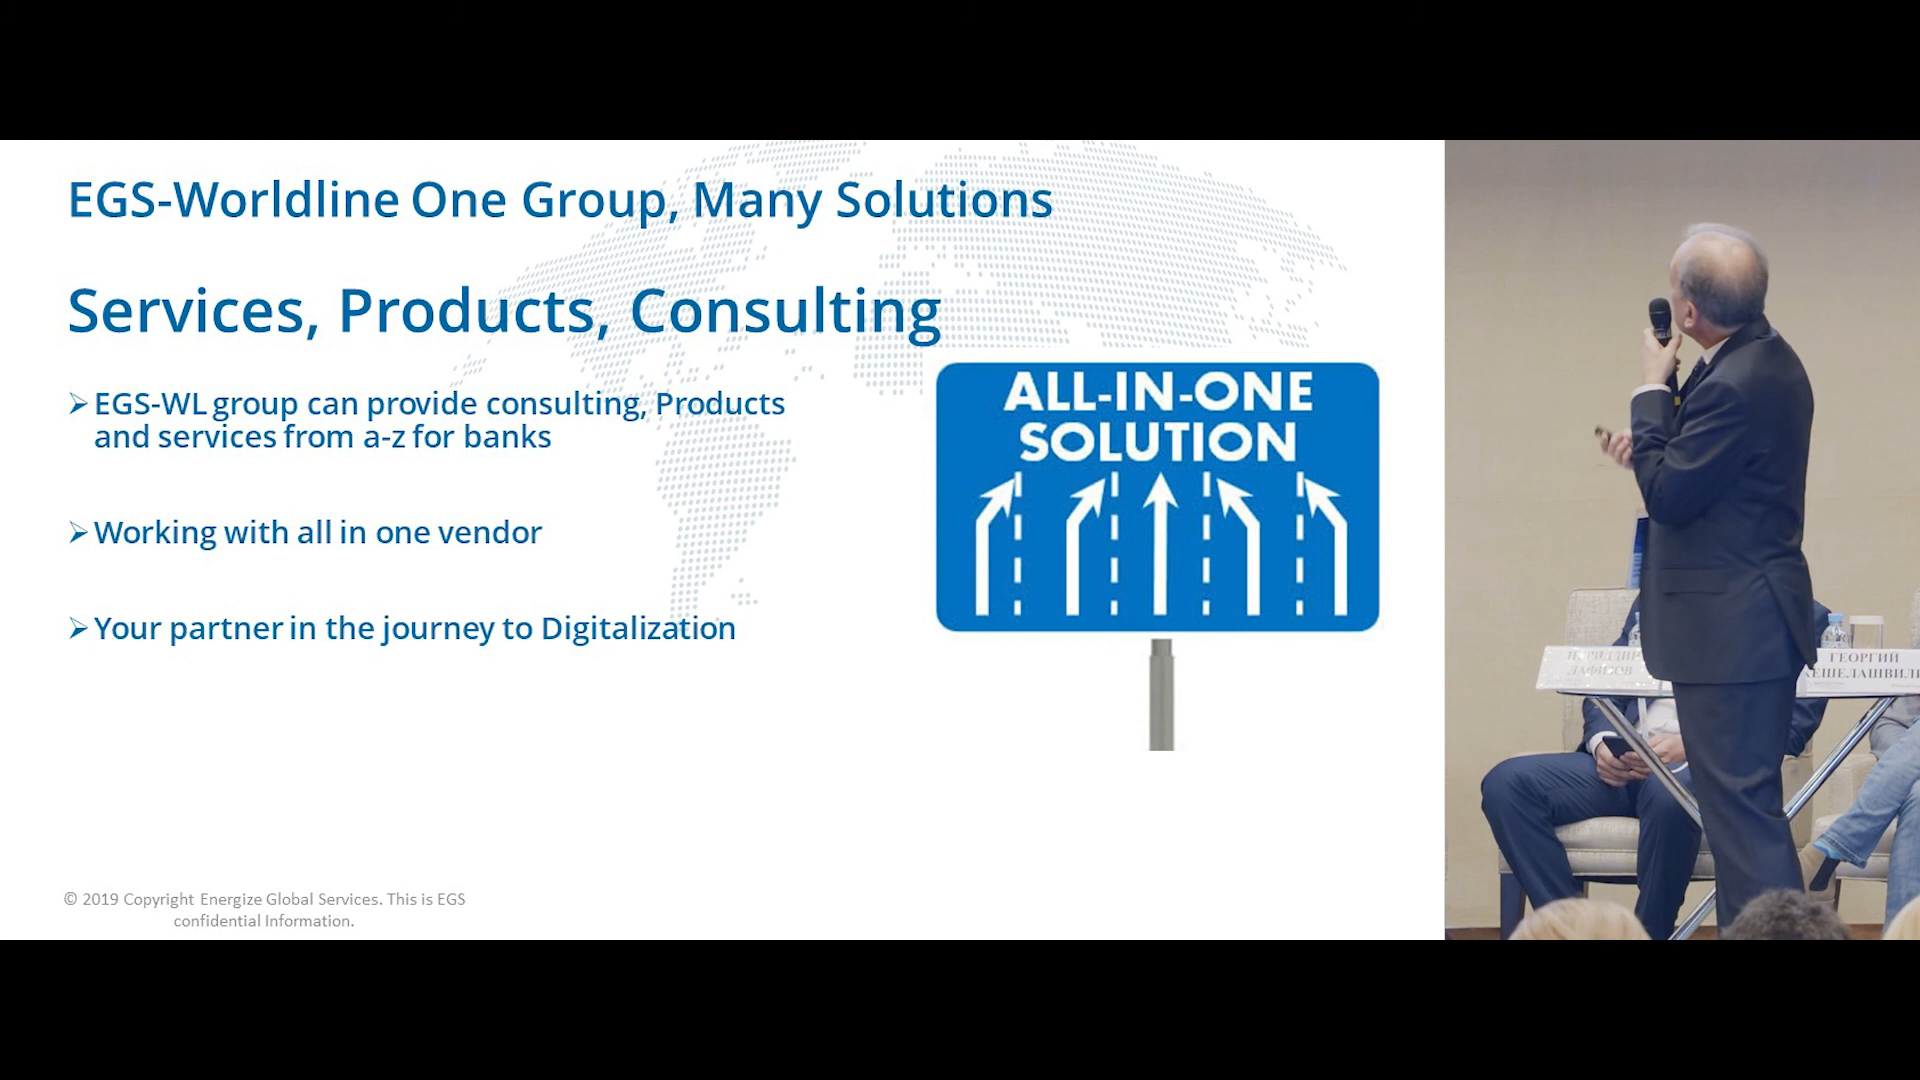 EGS-Worldline One Group, Many Solutions
Services, Products, Consulting
➢EGS-WL group can provide consulting, Products
and services from a-z for banks
➢Working with all in one vendor
➢Your partner in the journey to Digitalization
ALL-IN-ONE
SOLUTION
© 2019 Copyright Energize Global Services. This is EGS
confidential Information.
ГЕОРГИЙ